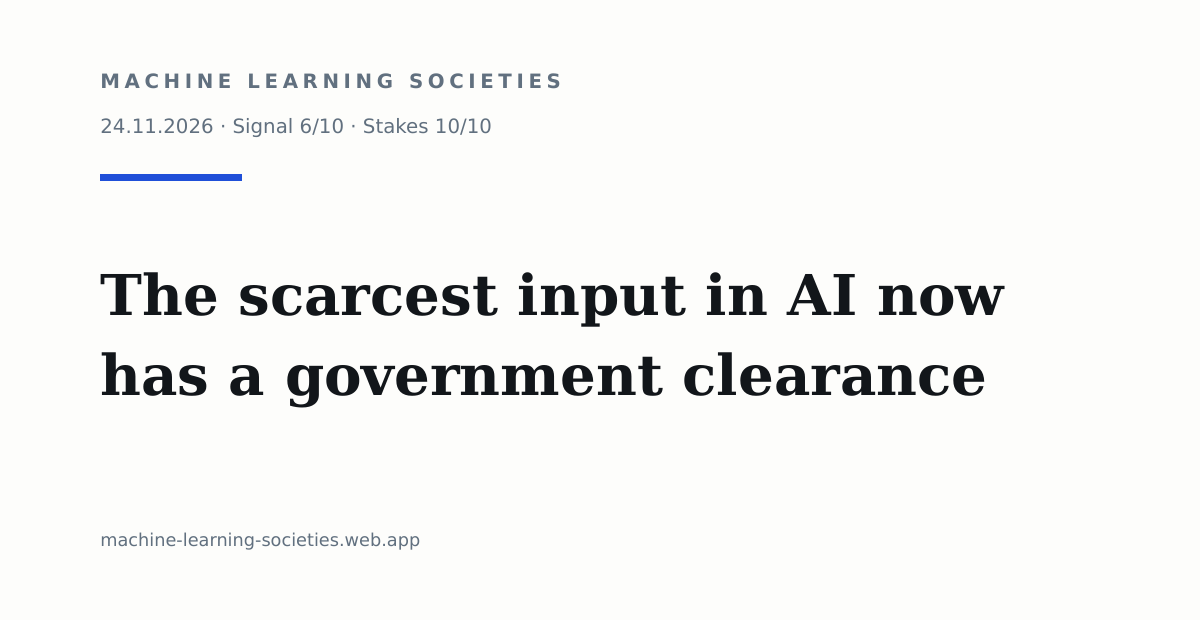 MACHINE LEARNING SOCIETIES
24.11.2026 · Signal 6/10 · Stakes 10/10
The scarcest input in AI now
has a government clearance
machine-learning-societies.web.app